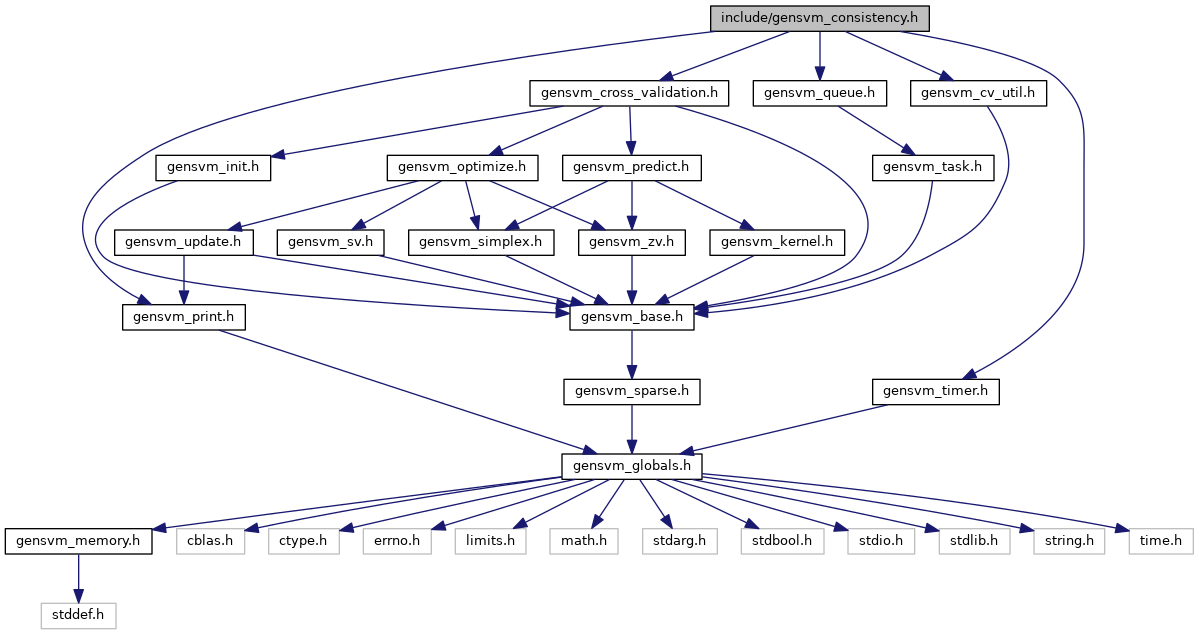 include/gensvm_consistency.h
gensvm_cross_validation.h
gensvm_queue.h
gensvm_cv_util.h
gensvm_init.h
gensvm_optimize.h
gensvm_predict.h
gensvm_task.h
gensvm_update.h
gensvm_sv.h
gensvm_simplex.h
gensvm_zv.h
gensvm_kernel.h
gensvm_print.h
gensvm_base.h
gensvm_sparse.h
gensvm_timer.h
gensvm_globals.h
gensvm_memory.h
cblas.h
ctype.h
errno.h
limits.h
math.h
stdarg.h
stdbool.h
stdio.h
stdlib.h
string.h
time.h
stddef.h